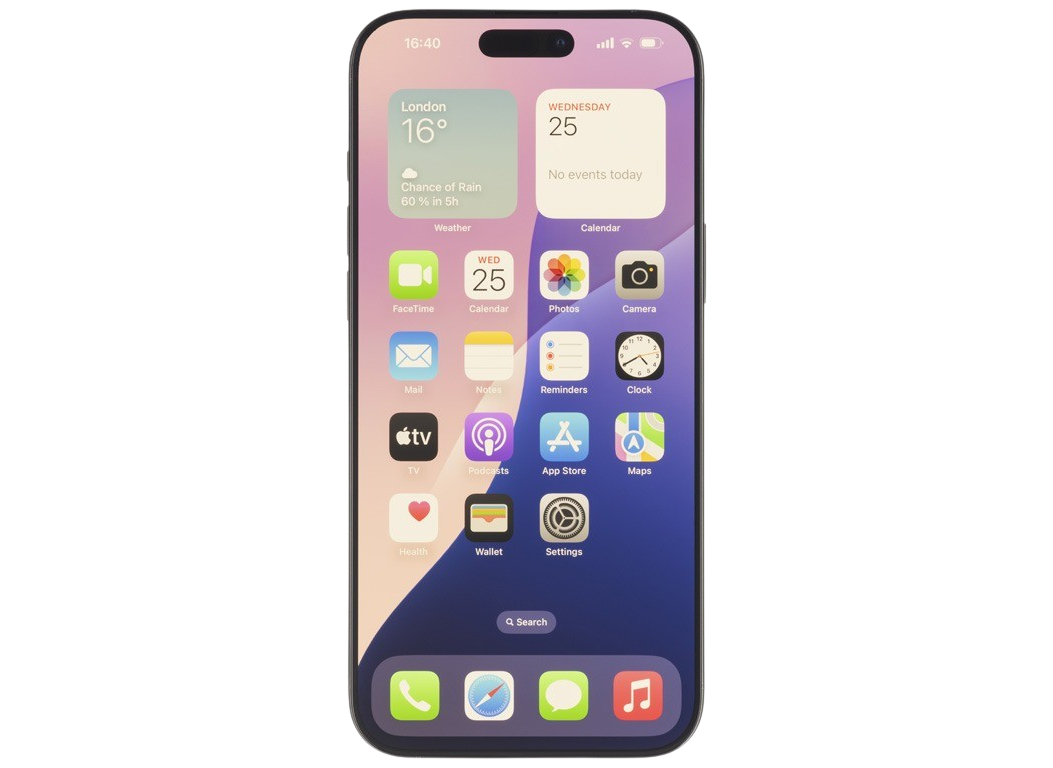 16:40
London
16°
Chance of Rain
60 % in 5h
Weather
WEDNESDAY
25
No events today
Calendar
FaceTime
WED
25
Calendar
Photos
Camera
Mail
Notes
Reminders
Clock
tv
TV
Podcasts
App Store
Maps
Health
Wallet
Settings
Search